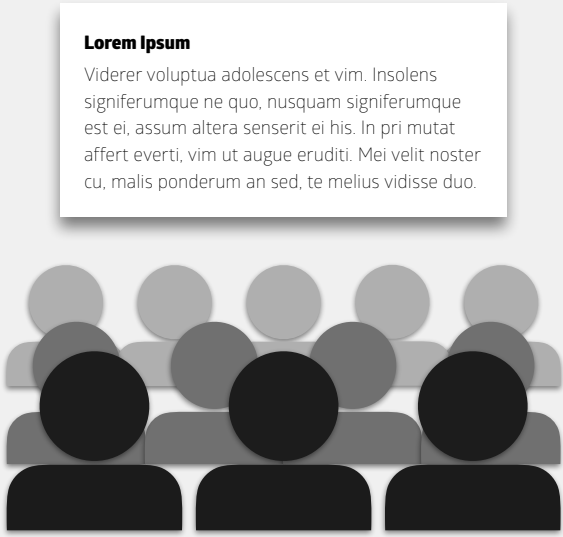 Lorem Ipsum
Viderer voluptua adolescens et vim. Insolens
signiferumque ne quo, nusquam signiferumque
est ei, assum altera senserit ei his. In pri mutat
affert everti, vim ut augue eruditi. Mei velit noster
cu, malis ponderum an sed, te melius vidisse duo.